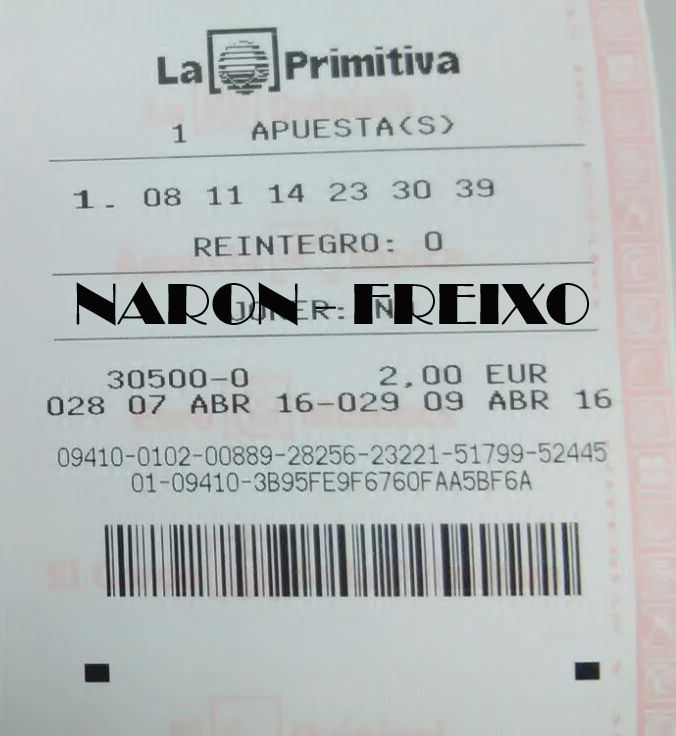 La Primitiva
1 APUESTA(S)
1. 08 11 14 23 30 39
REINTEGRO: 0
NARON - FREIXO
JOKER: NO
30500-0 2,00 EUR
028 07 ABR 16-029 09 ABR 16
09410-0102-00889-28256-23221-51799-52445
01-09410-3B95FE9F6760FAA5BF6A